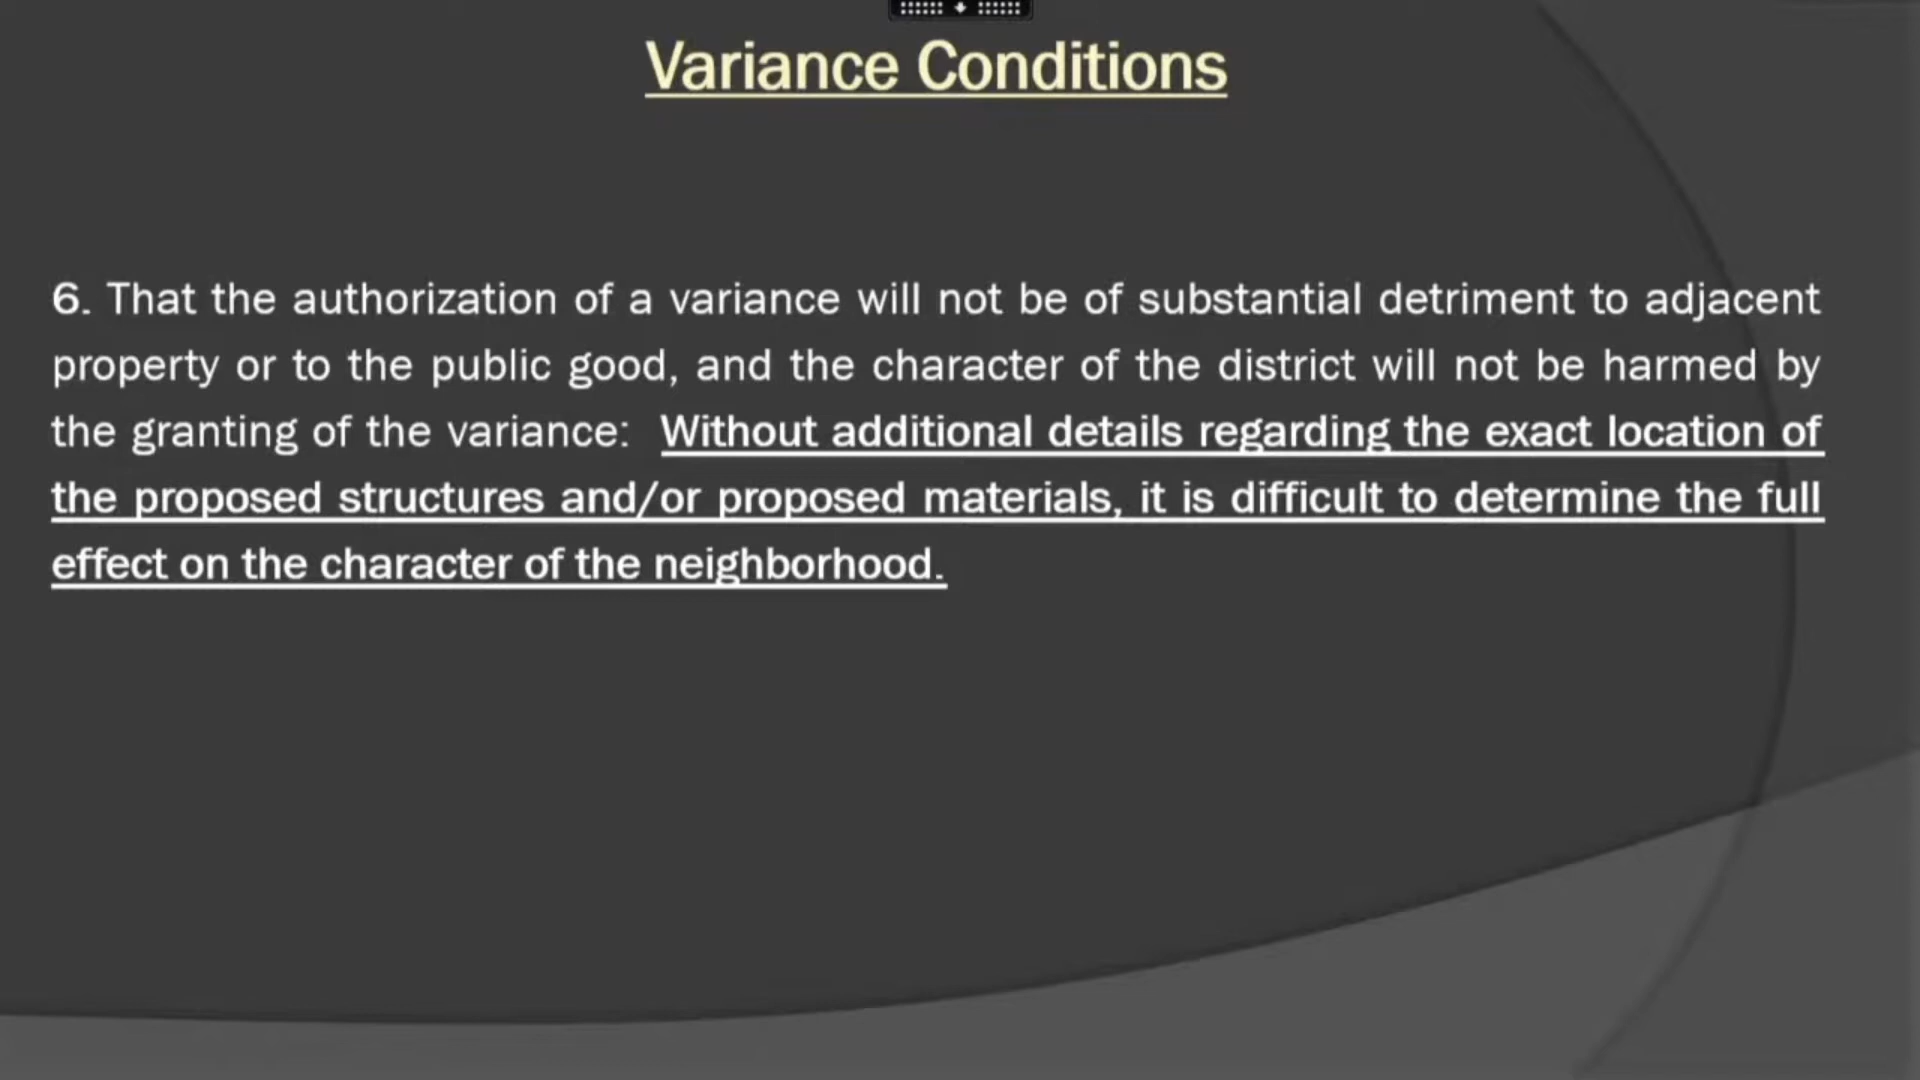 Variance Conditions
6. That the authorization of a variance will not be of substantial detriment to adjacent
property or to the public good, and the character of the district will not be harmed by
the granting of the variance: Without additional details regarding the exact location of
the proposed structures and/or proposed materials, it is difficult to determine the full
effect on the character of the neighborhood.